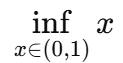 inf x
x∈(0,1)